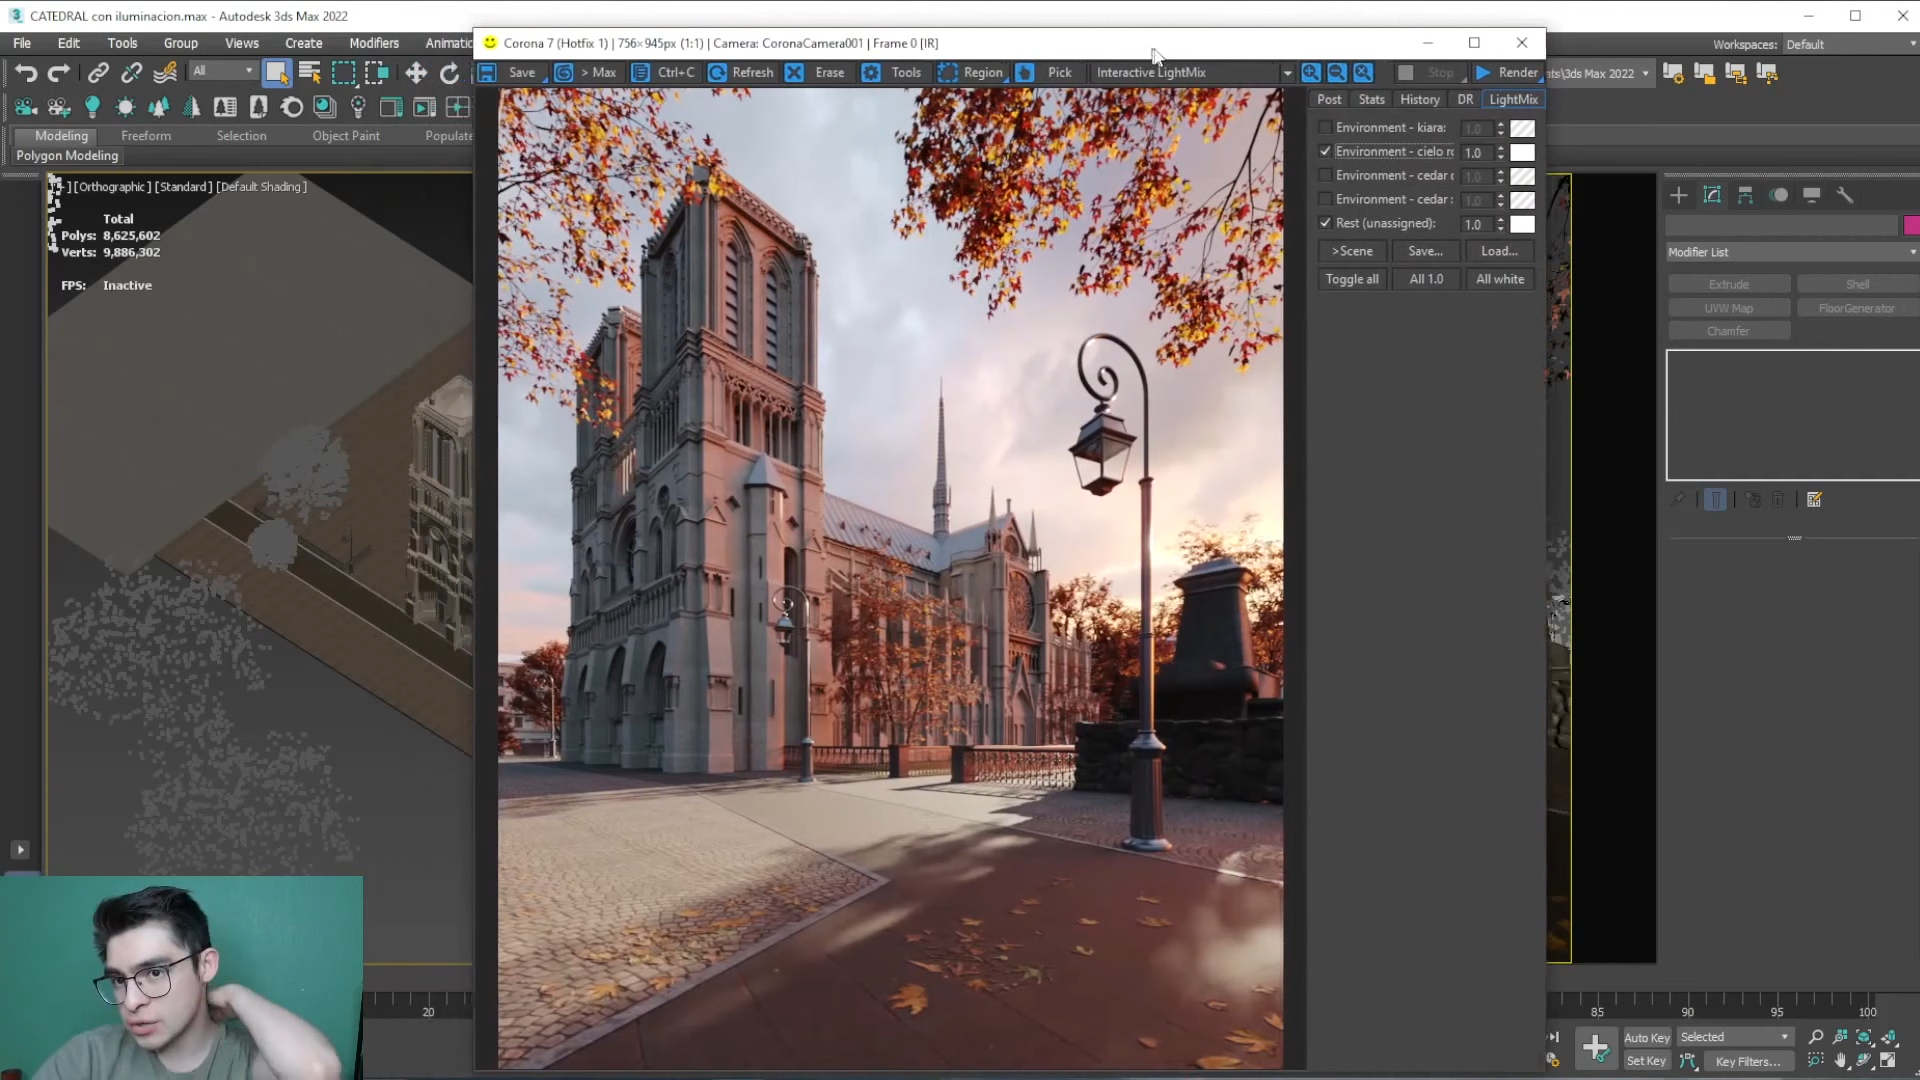 CATEDRAL con iluminacion.max - Autodesk 3ds Max 2022
File Edit Tools Group Views Create Modifiers Animati
Workspaces: Default
Corona 7 (Hotfix 1) | 756×945px (1:1) | Camera: CoronaCamera001 | Frame 0 [IR]
All
Save > Max Ctrl+C Refresh Erase Tools Region Pick Interactive LightMix Stop Render
ts\3ds Max 2022
Modeling Freeform Selection Object Paint Populate
Polygon Modeling
Post Stats History DR LightMix
Environment - kiara: 1.0
Environment - cielo ro 1.0
Environment - cedar 1.0
Environment - cedar : 1.0
Rest (unassigned): 1.0
>Scene Save... Load...
Toggle all All 1.0 All white
[Orthographic] [Standard] [Default Shading]
Total
Polys: 8,625,602
Verts: 9,886,302
FPS: Inactive
Modifier List
Extrude Shell
UVW Map FloorGenerator
Chamfer
20
85 90 95 100
Auto Key Selected
Set Key Key Filters...